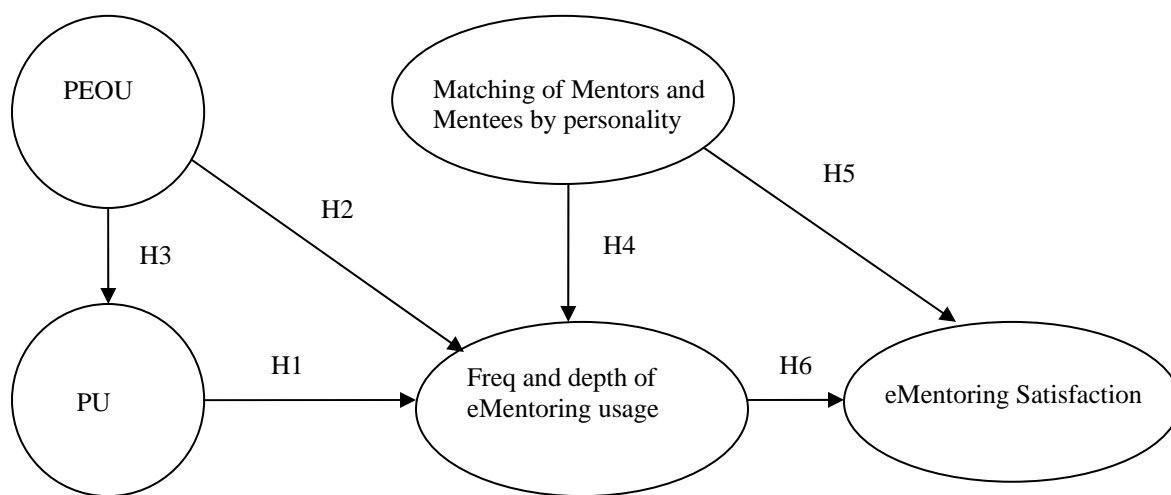 PEOU
Matching of Mentors and
Mentees by personality
H5
H2
H4
H3
H1
Freq and depth of
eMentoring usage
H6
eMentoring Satisfaction
PU